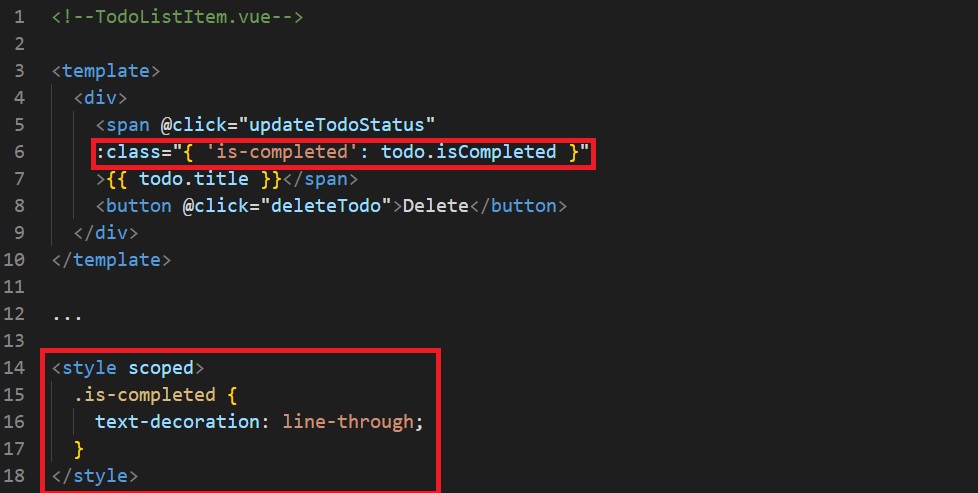 1 <!--TodoListItem.vue-->
2
3 <template>
4   <div>
5     <span @click="updateTodoStatus"
6     :class="{ 'is-completed': todo.isCompleted }"
7     >{{ todo.title }}</span>
8     <button @click="deleteTodo">Delete</button>
9   </div>
10 </template>
11
12 ...
13
14 <style scoped>
15   .is-completed {
16     text-decoration: line-through;
17   }
18 </style>